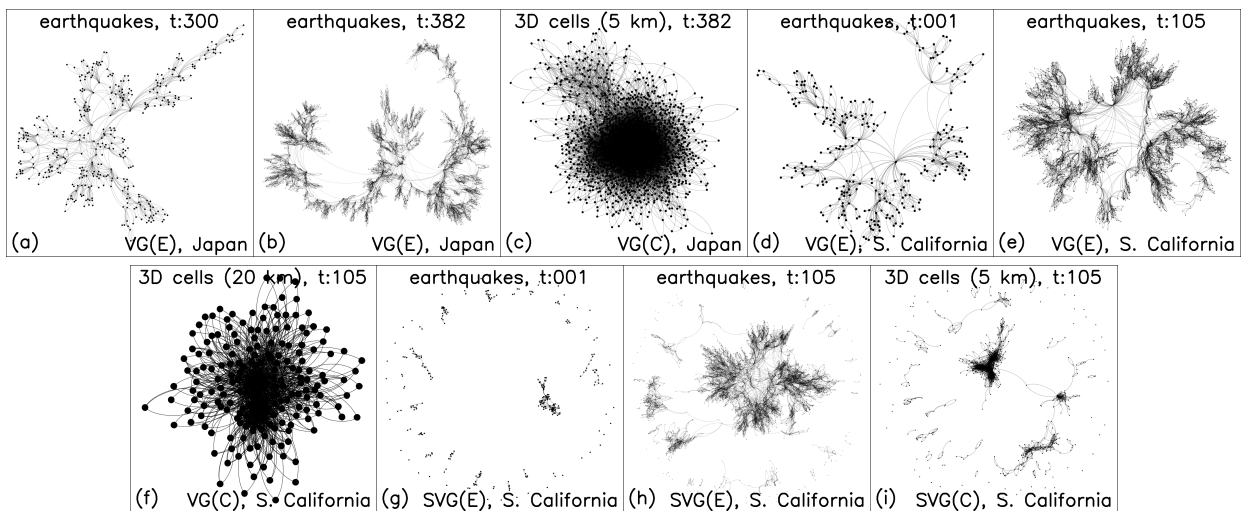 earthquakes, t:300
(a) VG(E), Japan
earthquakes, t:382
(b) VG(E), Japan
3D cells (5 km), t:382
(c) VG(C), Japan
earthquakes, t:001
(d) VG(E), S. California
earthquakes, t:105
(e) VG(E), S. California
3D cells (20 km), t:105
(f) VG(C), S. California
earthquakes, t:001
(g) SVG(E), S. California
earthquakes, t:105
(h) SVG(E), S. California
3D cells (5 km), t:105
(i) SVG(C), S. California